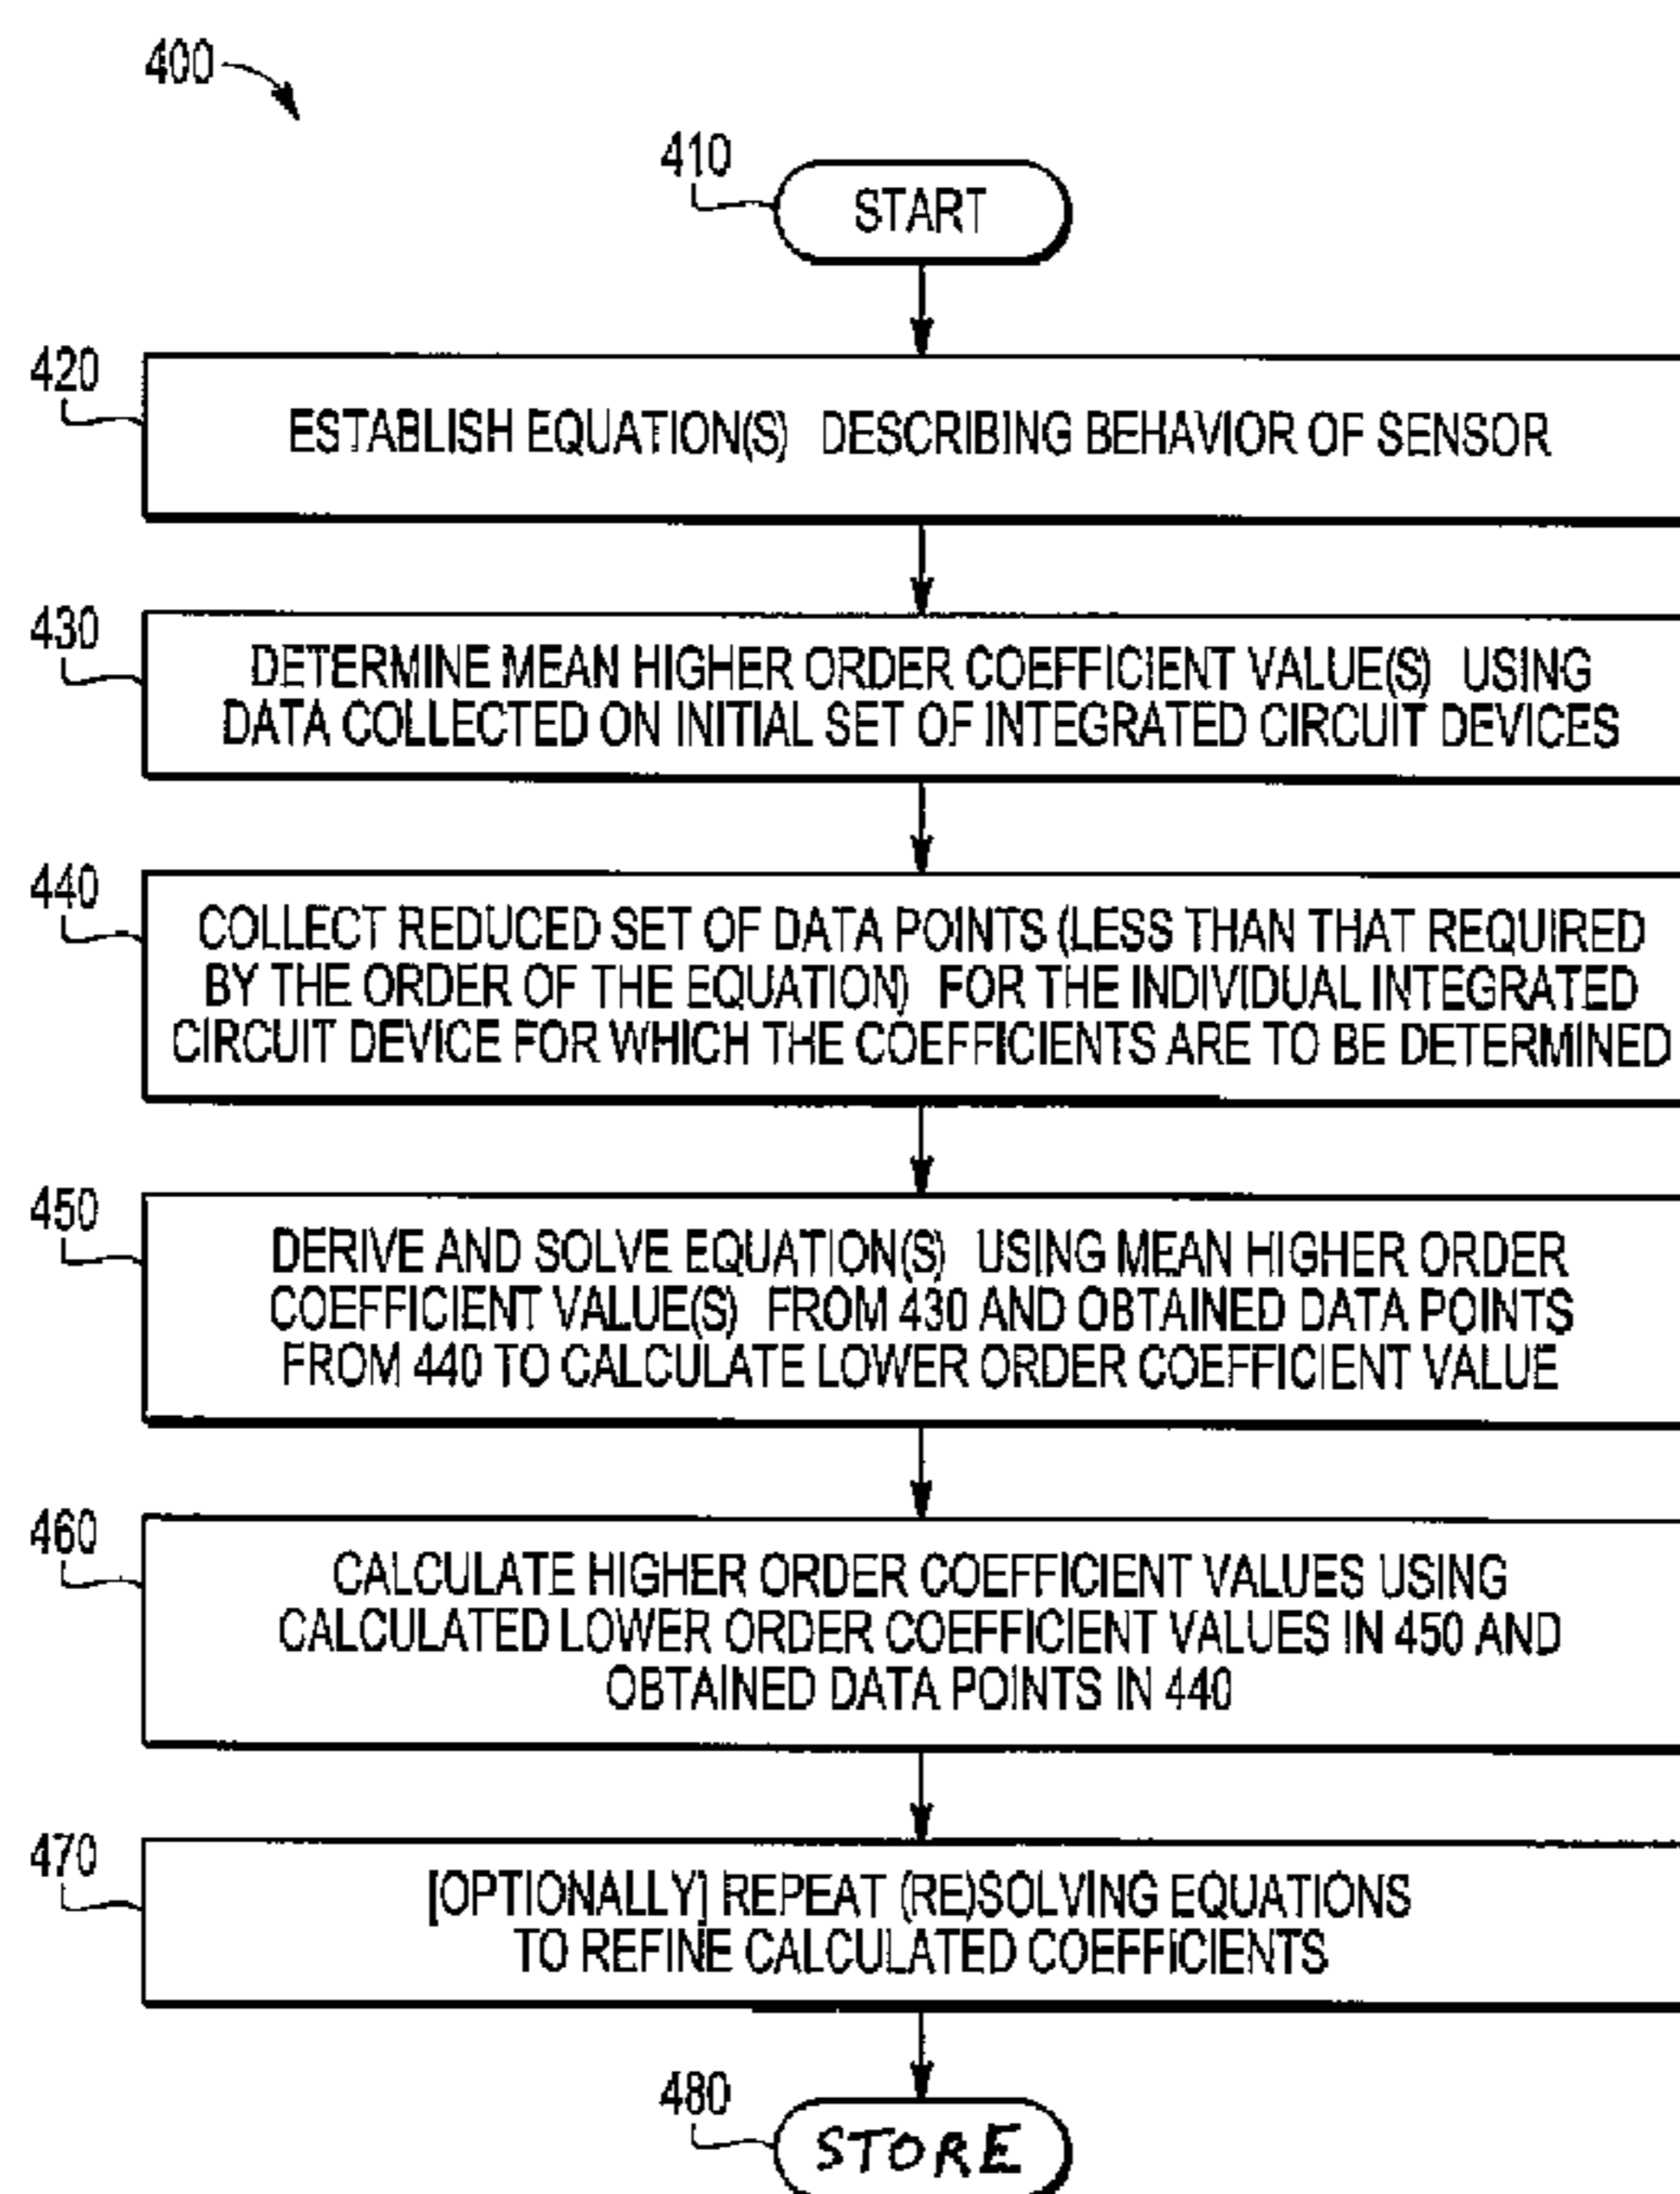 400
410
START
420
ESTABLISH EQUATION(S) DESCRIBING BEHAVIOR OF SENSOR
430
DETERMINE MEAN HIGHER ORDER COEFFICIENT VALUE(S) USING
DATA COLLECTED ON INITIAL SET OF INTEGRATED CIRCUIT DEVICES
440
COLLECT REDUCED SET OF DATA POINTS (LESS THAN THAT REQUIRED
BY THE ORDER OF THE EQUATION) FOR THE INDIVIDUAL INTEGRATED
CIRCUIT DEVICE FOR WHICH THE COEFFICIENTS ARE TO BE DETERMINED
450
DERIVE AND SOLVE EQUATION(S) USING MEAN HIGHER ORDER
COEFFICIENT VALUE(S) FROM 430 AND OBTAINED DATA POINTS
FROM 440 TO CALCULATE LOWER ORDER COEFFICIENT VALUE
460
CALCULATE HIGHER ORDER COEFFICIENT VALUES USING
CALCULATED LOWER ORDER COEFFICIENT VALUES IN 450 AND
OBTAINED DATA POINTS IN 440
470
[OPTIONALLY] REPEAT (RE)SOLVING EQUATIONS
TO REFINE CALCULATED COEFFICIENTS
480
STORE